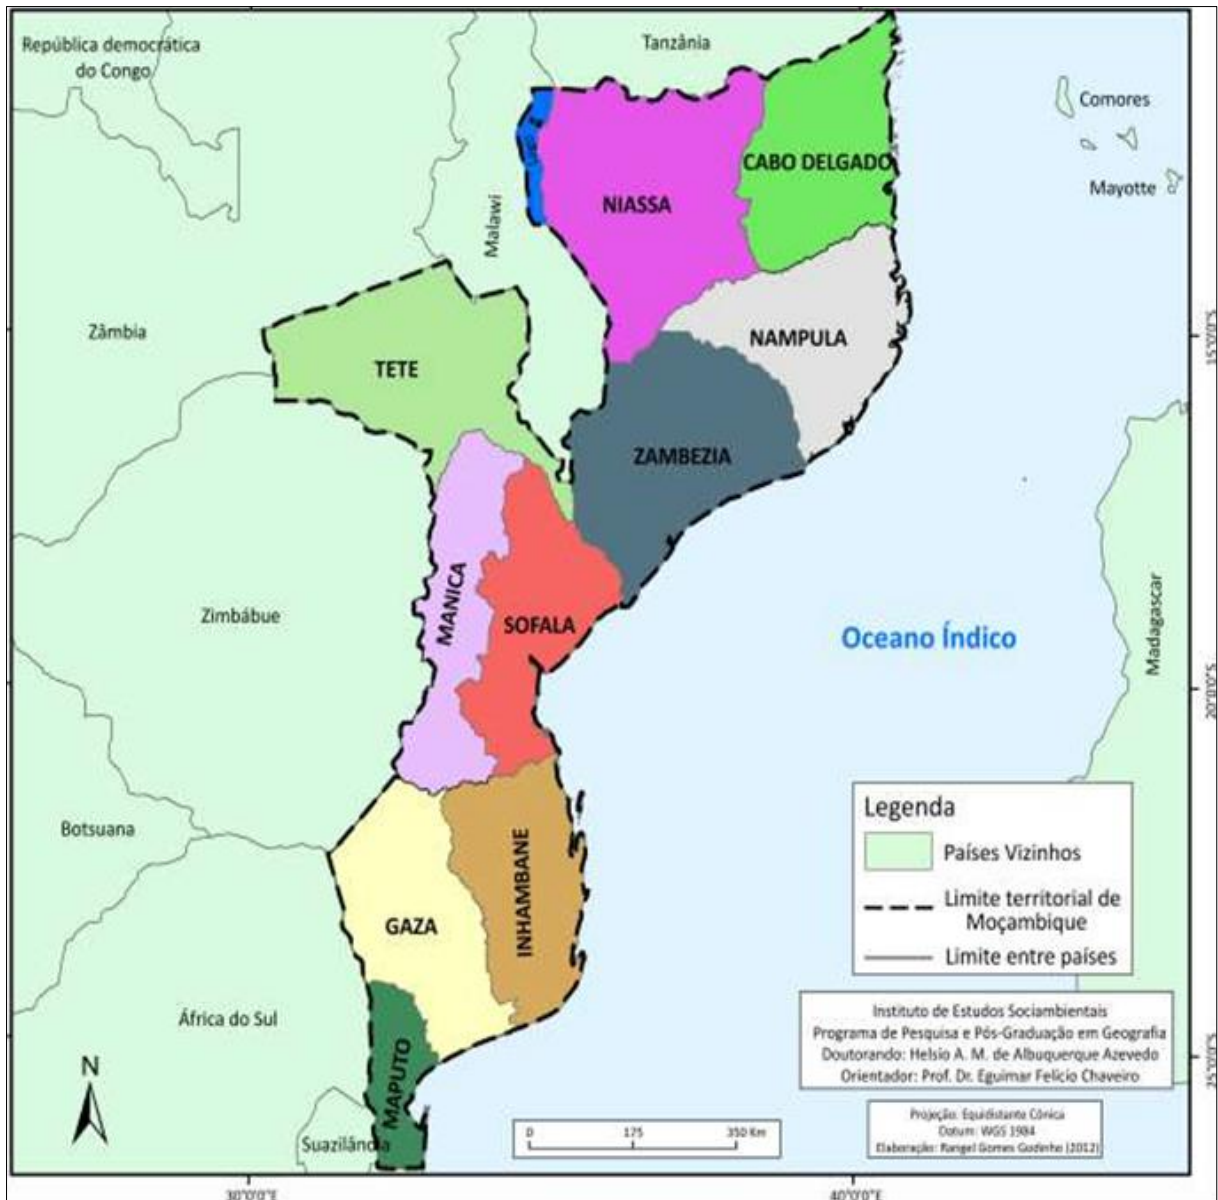 República democrática
do Congo
Tanzânia
Comores
Mayotte
CABO DELGADO
NIASSA
Malawi
Zâmbia
NAMPULA
TETE
15°0'0"S
ZAMBEZIA
MANICA
Zimbábue
SOFALA
Oceano Índico
Madagascar
20°0'0"S
Botsuana
INHAMBANE
GAZA
Legenda
Países Vizinhos
Limite territorial de
Moçambique
Limite entre países
África do Sul
Instituto de Estudos Sociambientais
Programa de Pesquisa e Pós-Graduação em Geografia
Doutorando: Helsio A. M. de Albuquerque Azevedo
Orientador: Prof. Dr. Eguimar Felício Chaveiro
25°0'0"S
N
MAPUTO
Suazilândia
0 175 350 Km
Projeção: Equidistante Cônica
Datum: WGS 1984
Elaboração: Rangel Gomes Godinho (2012)
30°0'0"E
40°0'0"E